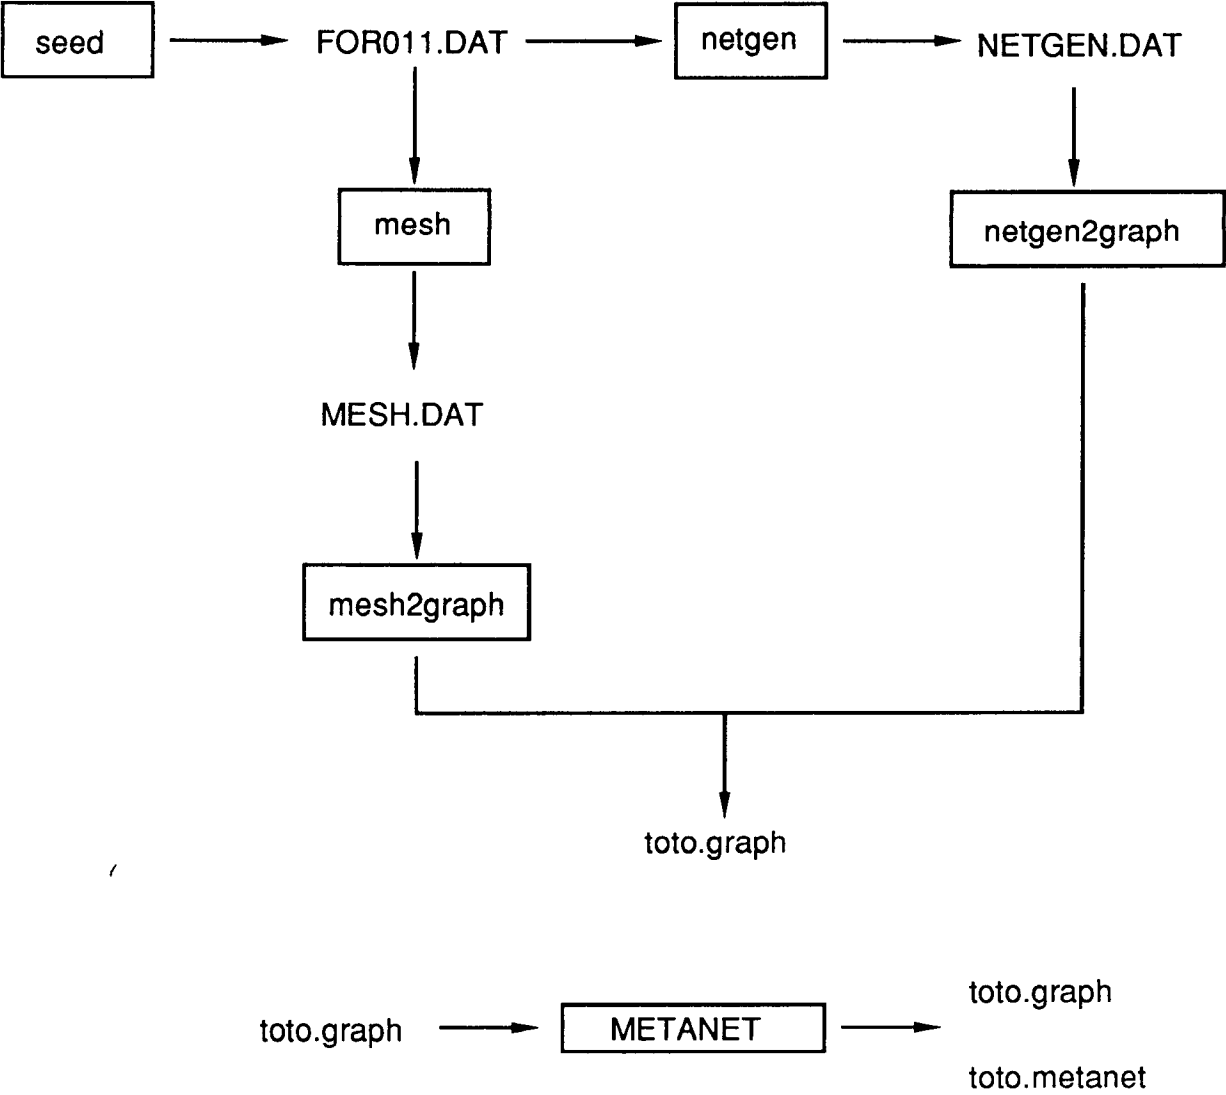 seed
FOR011.DAT
netgen
NETGEN.DAT
mesh
netgen2graph
MESH.DAT
mesh2graph
toto.graph
toto.graph
METANET
toto.graph
toto.metanet